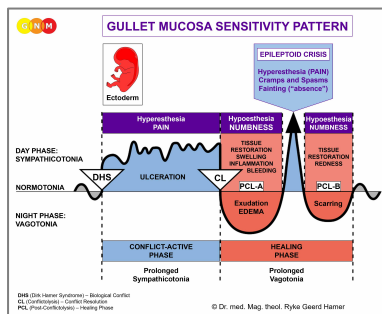 GNM
GULLET MUCOSA SENSITIVITY PATTERN
EPILEPTOID CRISIS
Hyperesthesia (PAIN)
Cramps and Spasms
Fainting ("absence")
Ectoderm
Hyperesthesia
PAIN
Hypoesthesia
NUMBNESS
Hypoesthesia
NUMBNESS
DAY PHASE:
SYMPATHICOTONIA
TISSUE
RESTORATION
SWELLING
INFLAMMATION
BLEEDING
TISSUE
RESTORATION
REDNESS
DHS
ULCERATION
CL
PCL-A
PCL-B
NORMOTONIA
NIGHT PHASE:
VAGOTONIA
Exudation
EDEMA
Scarring
CONFLICT-ACTIVE
PHASE
HEALING
PHASE
Prolonged
Sympathicotonia
Prolonged
Vagotonia
DHS (Dirk Hamer Syndrome) – Biological Conflict
CL (Conflictolysis) – Conflict Resolution
PCL (Post-Conflictolysis) – Healing Phase
© Dr. med. Mag. theol. Ryke Geerd Hamer